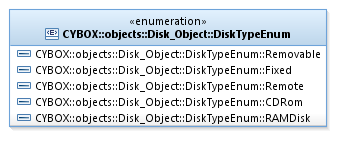 «enumeration»
CYBOX::objects::Disk_Object::DiskTypeEnum
CYBOX::objects::Disk_Object::DiskTypeEnum::Removable
CYBOX::objects::Disk_Object::DiskTypeEnum::Fixed
CYBOX::objects::Disk_Object::DiskTypeEnum::Remote
CYBOX::objects::Disk_Object::DiskTypeEnum::CDRom
CYBOX::objects::Disk_Object::DiskTypeEnum::RAMDisk